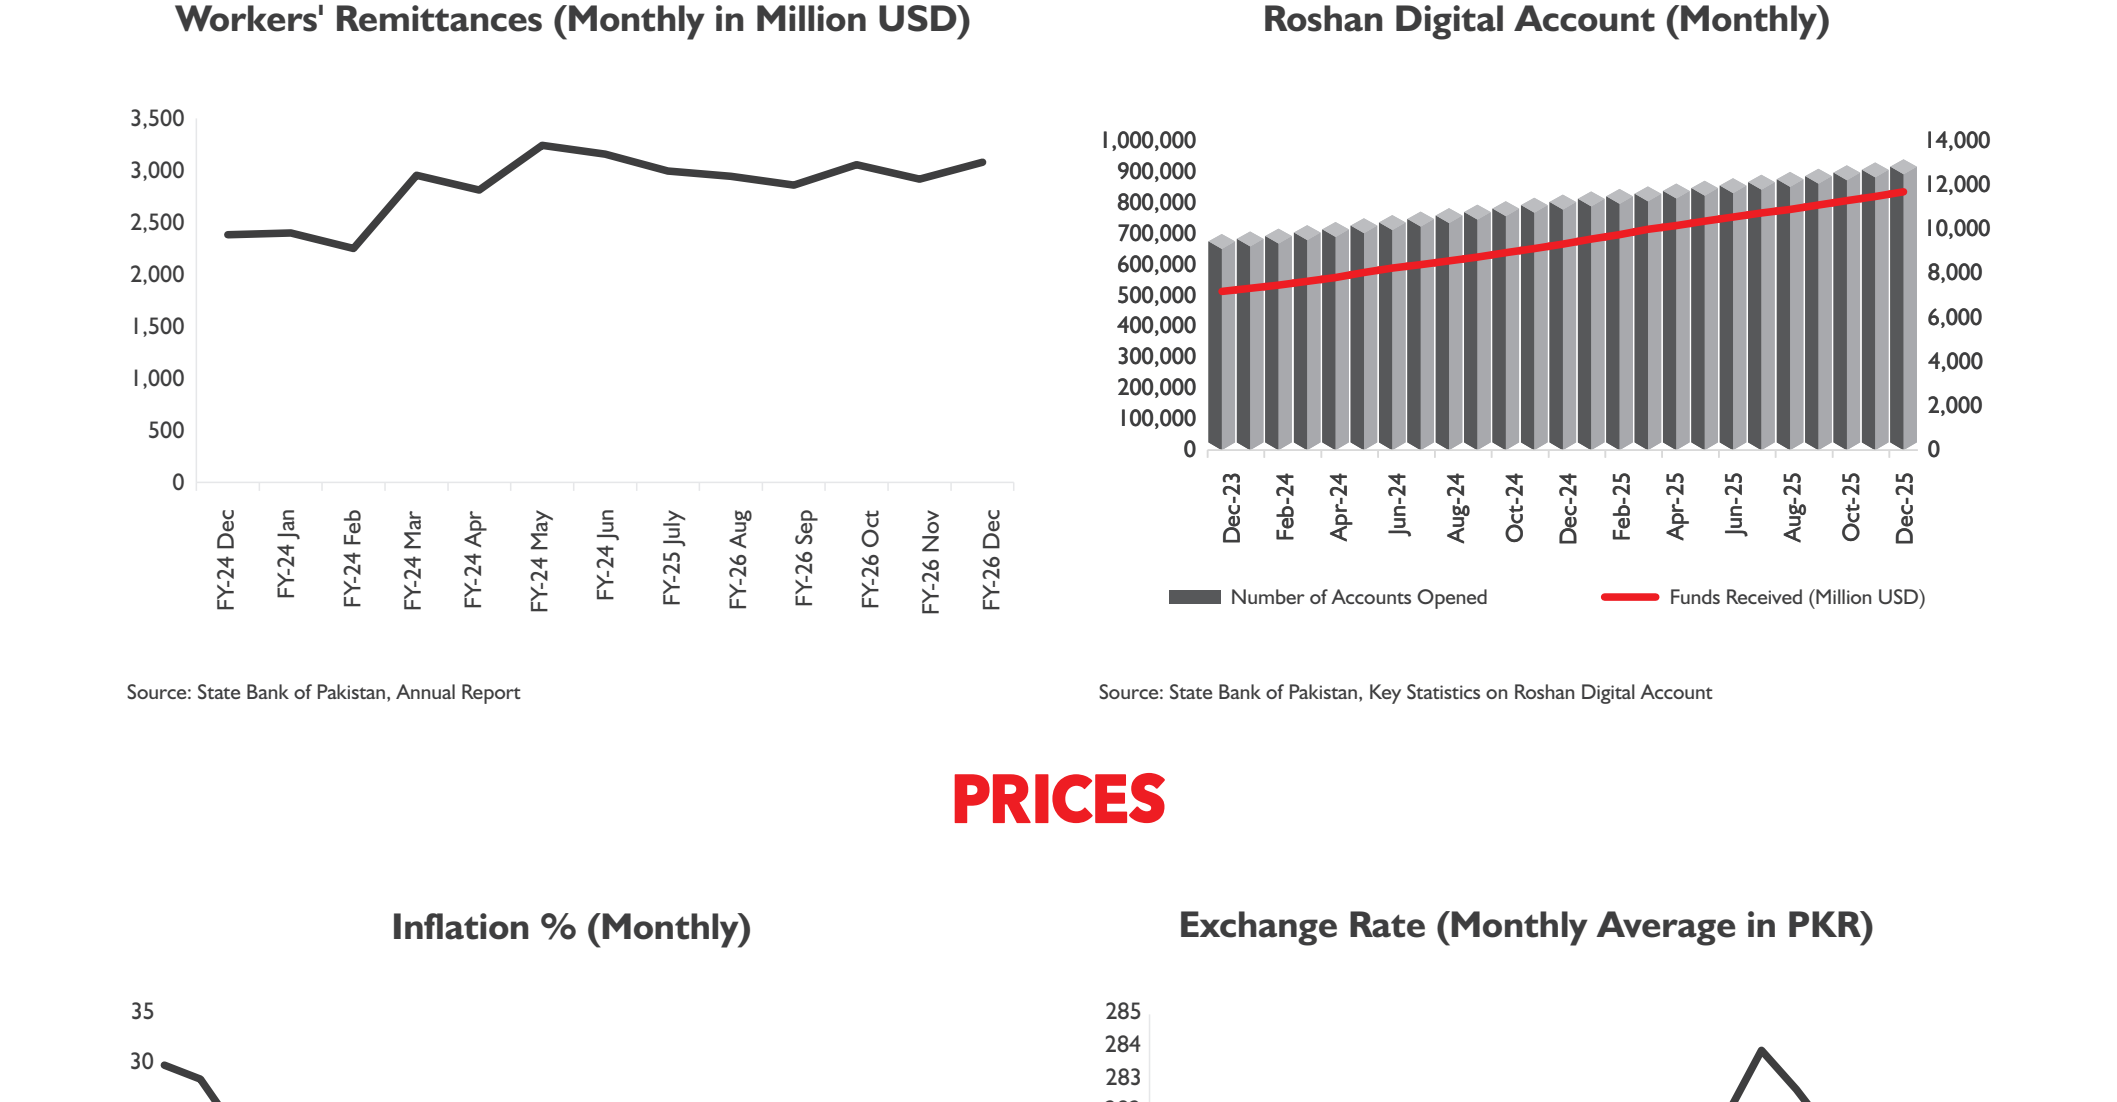 Workers' Remittances (Monthly in Million USD)
3,500
3,000
2,500
2,000
1,500
1,000
500
0
FY-24 Dec
FY-24 Jan
FY-24 Feb
FY-24 Mar
FY-24 Apr
FY-24 May
FY-24 Jun
FY-25 July
FY-26 Aug
FY-26 Sep
FY-26 Oct
FY-26 Nov
FY-26 Dec
Source: State Bank of Pakistan, Annual Report
Roshan Digital Account (Monthly)
1,000,000
900,000
800,000
700,000
600,000
500,000
400,000
300,000
200,000
100,000
0
14,000
12,000
10,000
8,000
6,000
4,000
2,000
0
Dec-23
Feb-24
Apr-24
Jun-24
Aug-24
Oct-24
Dec-24
Feb-25
Apr-25
Jun-25
Aug-25
Oct-25
Dec-25
Number of Accounts Opened
Funds Received (Million USD)
Source: State Bank of Pakistan, Key Statistics on Roshan Digital Account
PRICES
Inflation % (Monthly)
35
30
Exchange Rate (Monthly Average in PKR)
285
284
283